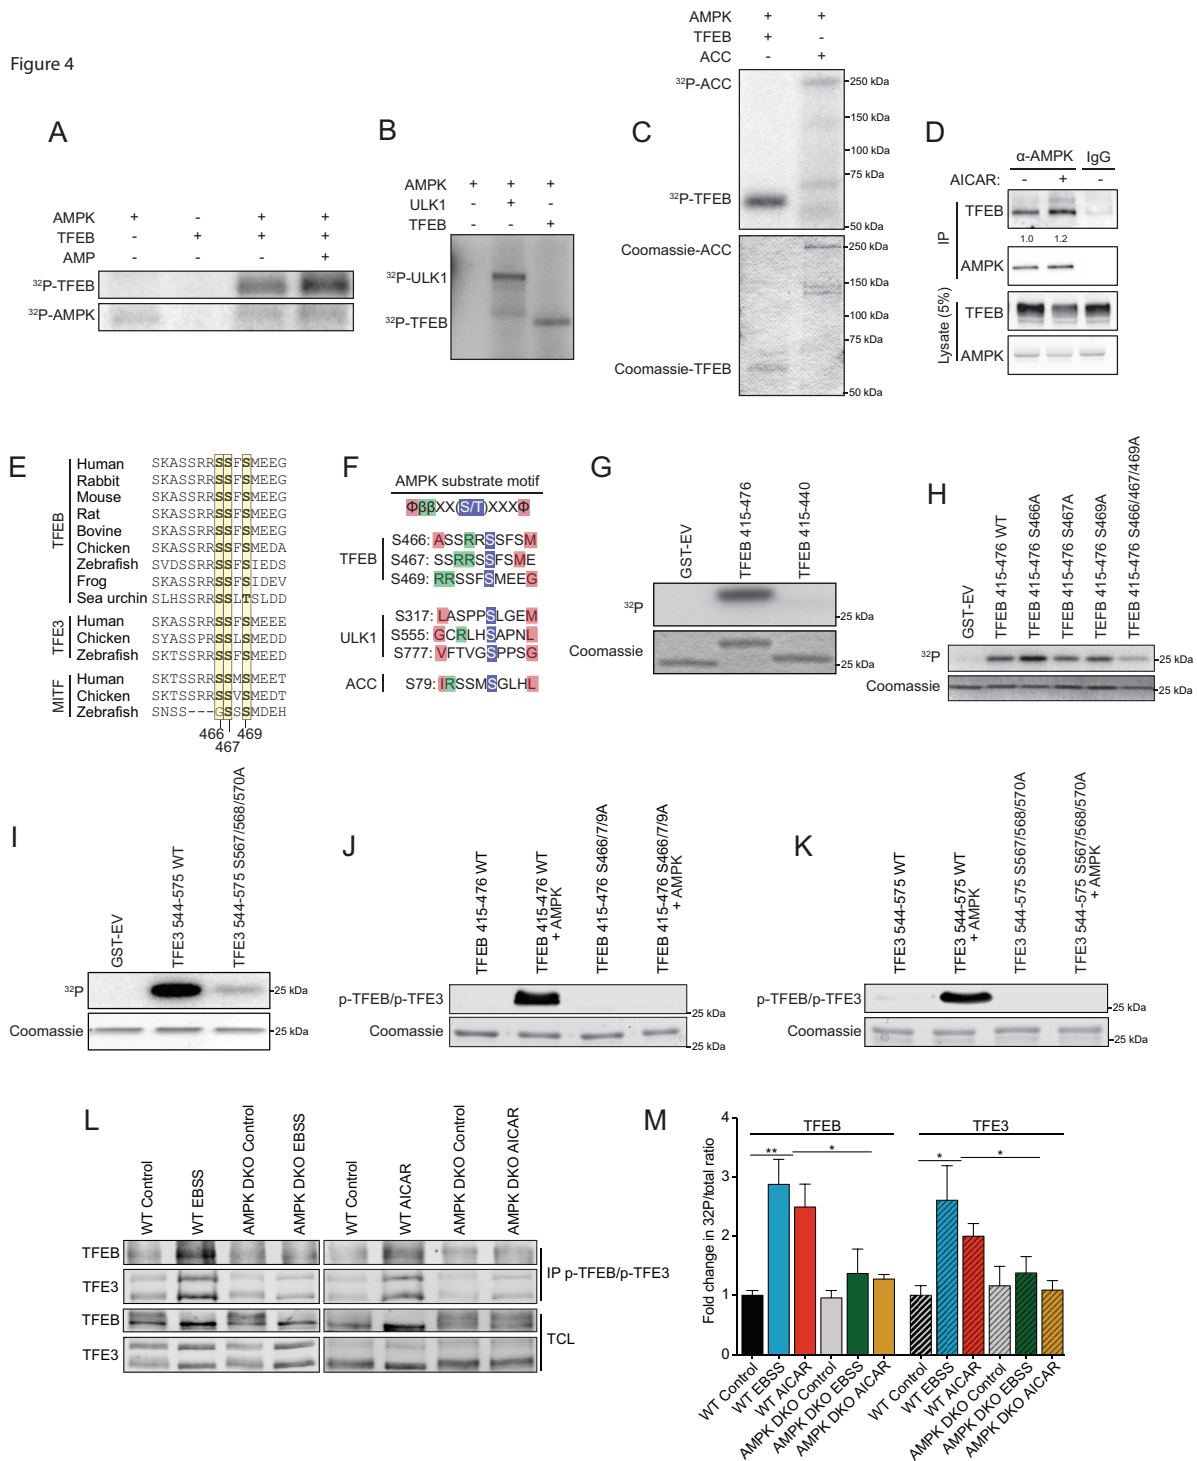 Figure 4
A
AMPK + - + +
TFEB - + + +
AMP - - - +
32P-TFEB
32P-AMPK
B
AMPK + + +
ULK1 - + -
TFEB - - +
32P-ULK1
32P-TFEB
C
AMPK + +
TFEB + -
ACC - +
32P-ACC
32P-TFEB
250 kDa
150 kDa
100 kDa
75 kDa
50 kDa
Coomassie-ACC
Coomassie-TFEB
250 kDa
150 kDa
100 kDa
75 kDa
50 kDa
D
α-AMPK IgG
AICAR: - + -
IP
TFEB
1.0 1.2
AMPK
Lysate (5%)
TFEB
AMPK
E
TFEB
Human SKASSRRSSFSMEEG
Rabbit SKASSRRSSFSMEEG
Mouse SKASSRRSSFSMEEG
Rat SKASSRRSSFSMEEG
Bovine SKASSRRSSFSMEEG
Chicken SKASSRRSSFSMEDA
Zebrafish SVDSSRRSSFSIEDS
Frog SKASSRRSSFSIDEV
Sea urchin SLHSSRRSSLTSLDD
TFE3
Human SKASSRRSSFSMEEE
Chicken SYASSPRSSLSMEDD
Zebrafish SKTSSRRSSFSMEED
MITF
Human SKTSSRRSSMSMEET
Chicken SKTSSRRSSVSMEDT
Zebrafish SNSS---GSSSMDEH
466
467
469
F
AMPK substrate motif
ΦββXX(S/T)XXXΦ
TFEB
S466: ASSRRSSFSM
S467: SSRRSSFSME
S469: RRSSFSMEEG
ULK1
S317: LASPPSLGEM
S555: GCRLHSAPNL
S777: VFTVGSPPSG
ACC
S79: IRSSMSGLHL
G
GST-EV
TFEB 415-476
TFEB 415-440
32P
25 kDa
Coomassie
25 kDa
H
GST-EV
TFEB 415-476 WT
TFEB 415-476 S466A
TFEB 415-476 S467A
TEFB 415-476 S469A
TFEB 415-476 S466/467/469A
32P
25 kDa
Coomassie
25 kDa
I
GST-EV
TFE3 544-575 WT
TFE3 544-575 S567/568/570A
32P
25 kDa
Coomassie
25 kDa
J
TFEB 415-476 WT
TFEB 415-476 WT
+ AMPK
TFEB 415-476 S466/7/9A
TFEB 415-476 S466/7/9A
+ AMPK
p-TFEB/p-TFE3
25 kDa
Coomassie
25 kDa
K
TFE3 544-575 WT
TFE3 544-575 WT
+ AMPK
TFE3 544-575 S567/568/570A
TFE3 544-575 S567/568/570A
+ AMPK
p-TFEB/p-TFE3
25 kDa
Coomassie
25 kDa
L
WT Control
WT EBSS
AMPK DKO Control
AMPK DKO EBSS
WT Control
WT AICAR
AMPK DKO Control
AMPK DKO AICAR
TFEB
TFE3
IP p-TFEB/p-TFE3
TFEB
TFE3
TCL
M
Fold change in 32P/total ratio
4
3
2
1
0
TFEB
**
*
TFE3
*
*
WT Control
WT EBSS
WT AICAR
AMPK DKO Control
AMPK DKO EBSS
AMPK DKO AICAR
WT Control
WT EBSS
WT AICAR
AMPK DKO Control
AMPK DKO EBSS
AMPK DKO AICAR